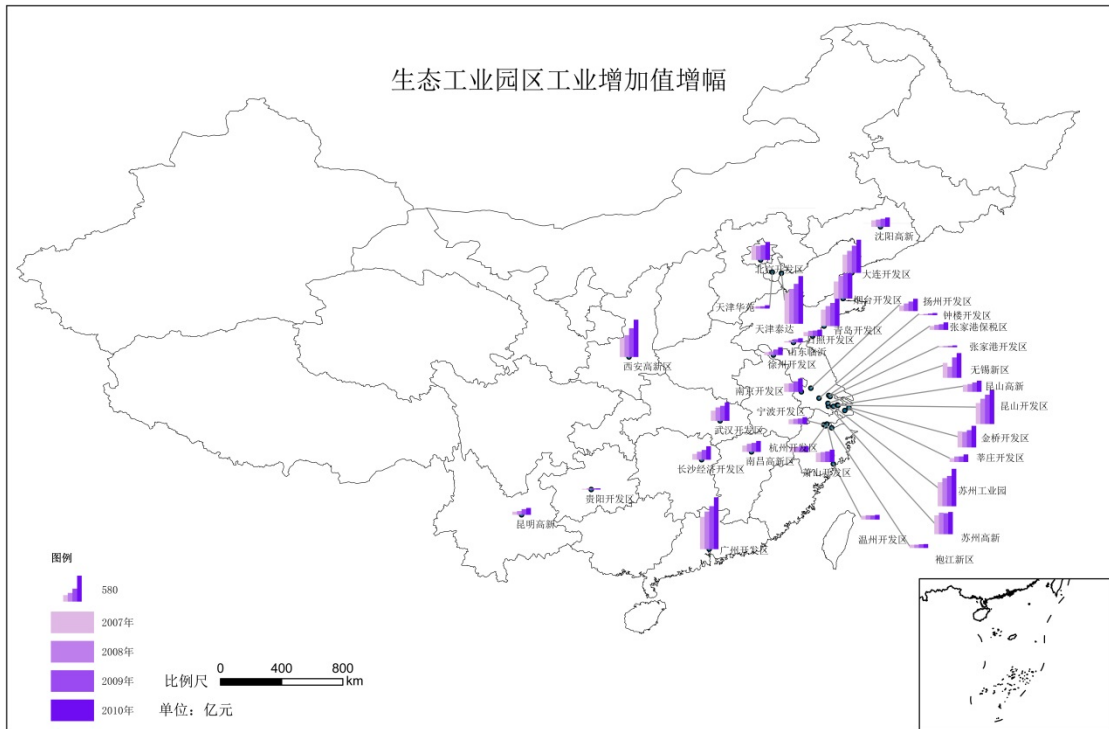 生态工业园区工业增加值增幅
沈阳高新
北京开发区
大连开发区
天津华苑
烟台开发区
扬州开发区
钟楼开发区
天津泰达
青岛开发区
张家港保税区
日照开发区
张家港开发区
山东临沂
西安高新区
徐州开发区
无锡新区
昆山高新
南京开发区
昆山开发区
宁波开发区
武汉开发区
金桥开发区
杭州开发区
莘庄开发区
南昌高新区
长沙经济开发区
萧山开发区
苏州工业园
贵阳开发区
昆明高新
苏州高新
温州开发区
广州开发区
袍江新区
图例
580
2007年
2008年
2009年
2010年
0 400 800
比例尺 km
单位：亿元